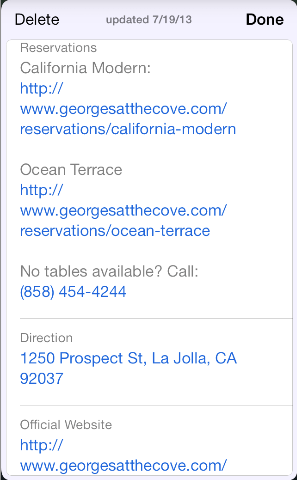 Delete updated 7/19/13 Done
Reservations
California Modern:
http://
www.georgesatthecove.com/
reservations/california-modern
Ocean Terrace
http://
www.georgesatthecove.com/
reservations/ocean-terrace
No tables available? Call:
(858) 454-4244
Direction
1250 Prospect St, La Jolla, CA
92037
Official Website
http://
www.georgesatthecove.com/